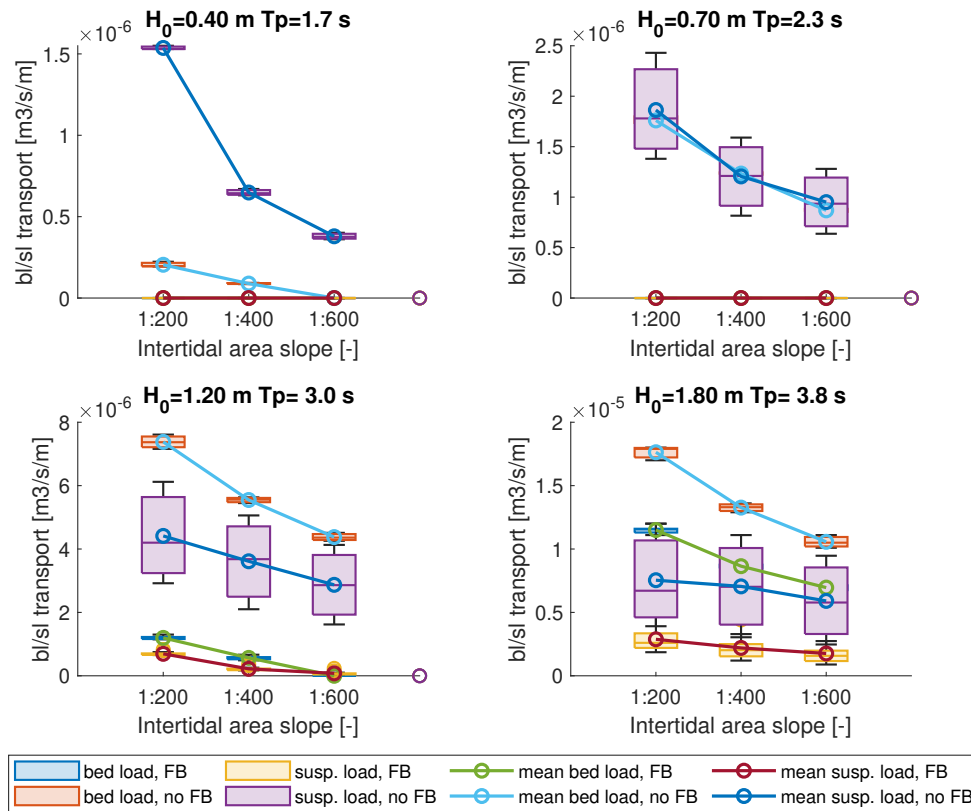 H₀=0.40 m Tp=1.7 s
×10⁻⁶
bl/sl transport [m3/s/m]
1.5
1
0.5
0
1:200 1:400 1:600
Intertidal area slope [-]
H₀=0.70 m Tp=2.3 s
×10⁻⁶
bl/sl transport [m3/s/m]
2.5
2
1.5
1
0.5
0
1:200 1:400 1:600
Intertidal area slope [-]
H₀=1.20 m Tp= 3.0 s
×10⁻⁶
bl/sl transport [m3/s/m]
8
6
4
2
0
1:200 1:400 1:600
Intertidal area slope [-]
H₀=1.80 m Tp= 3.8 s
×10⁻⁵
bl/sl transport [m3/s/m]
2
1.5
1
0.5
0
1:200 1:400 1:600
Intertidal area slope [-]
bed load, FB susp. load, FB mean bed load, FB mean susp. load, FB
bed load, no FB susp. load, no FB mean bed load, no FB mean susp. load, no FB